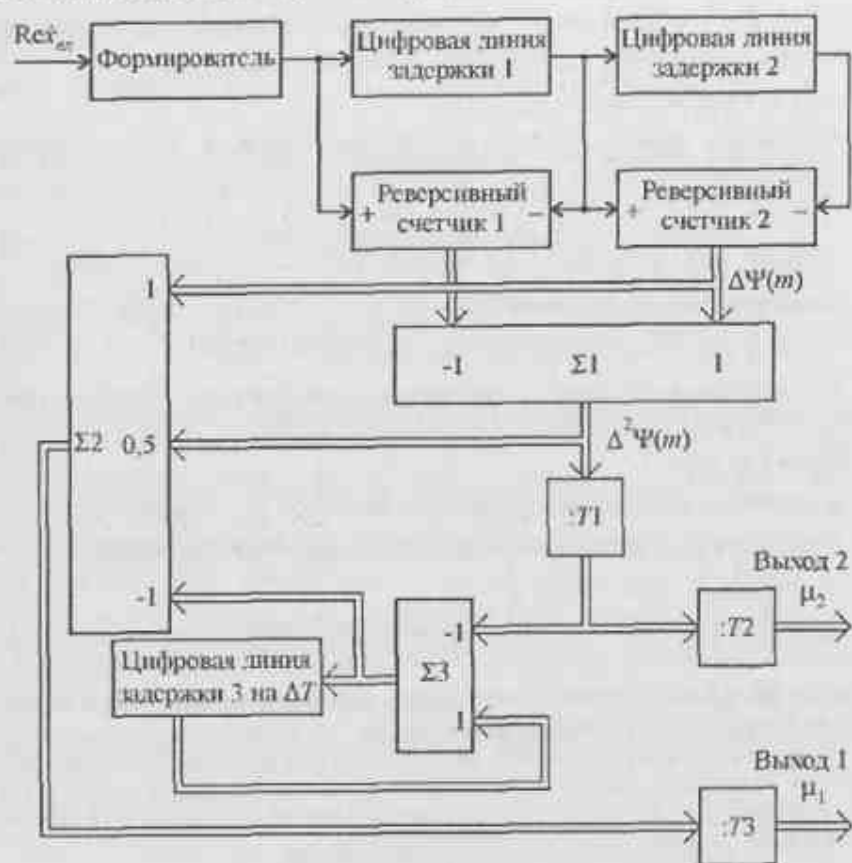 Reẋвх
Формирователь
Цифровая линия
задержки 1
Цифровая линия
задержки 2
+ Реверсивный −
счетчик 1
+ Реверсивный −
счетчик 2
ΔΨ(m)
1
-1 Σ1 1
Σ2 0,5
Δ²Ψ(m)
:T1
Выход 2
μ₂
-1
-1
:T2
Цифровая линия
задержки 3 на ΔT
Σ3
1
Выход 1
μ₁
:T3